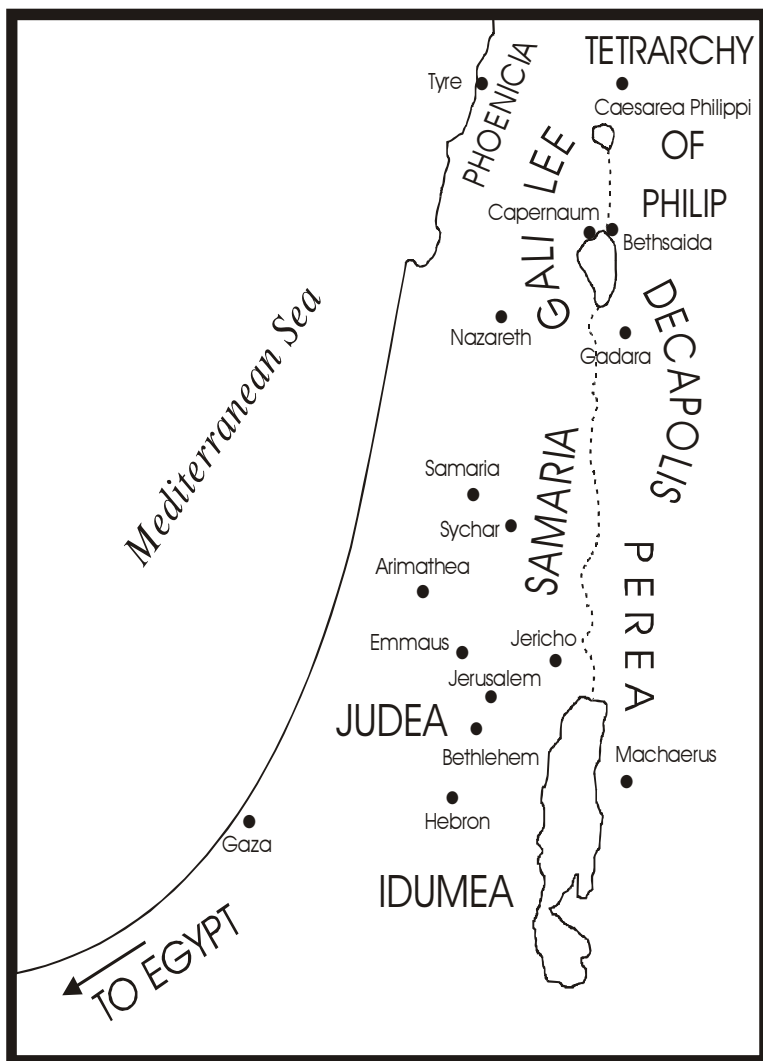 TETRARCHY
OF
PHILIP
Tyre
PHOENICIA
Caesarea Philippi
GALILEE
Capernaum
Bethsaida
Nazareth
Gadara
DECAPOLIS
Mediterranean Sea
Samaria
Sychar
SAMARIA
Arimathea
PEREA
Emmaus
Jericho
Jerusalem
JUDEA
Bethlehem
Machaerus
Hebron
Gaza
IDUMEA
TO EGYPT